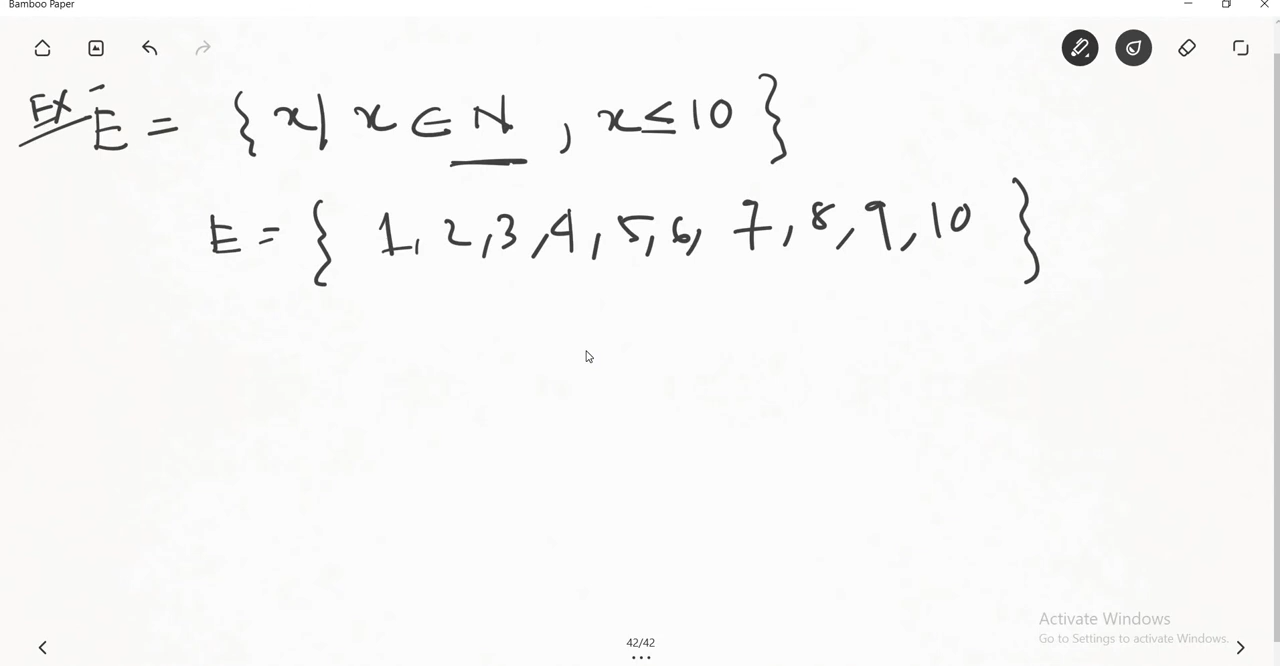 Bamboo Paper
Ex E = { x | x ∈ N , x ≤ 10 }
E = { 1, 2, 3, 4, 5, 6, 7, 8, 9, 10 }
Activate Windows
Go to Settings to activate Windows.
42/42